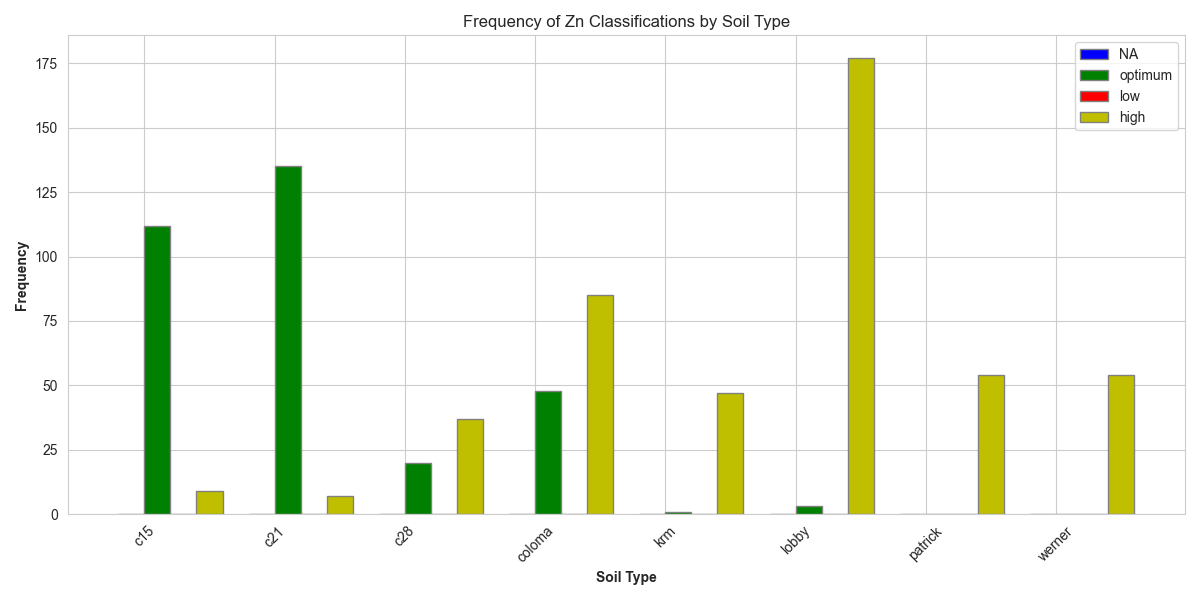 Frequency of Zn Classifications by Soil Type
NA
optimum
low
high
175
150
125
100
75
50
25
0
Frequency
c15
c21
c28
coloma
krm
lobby
patrick
werner
Soil Type